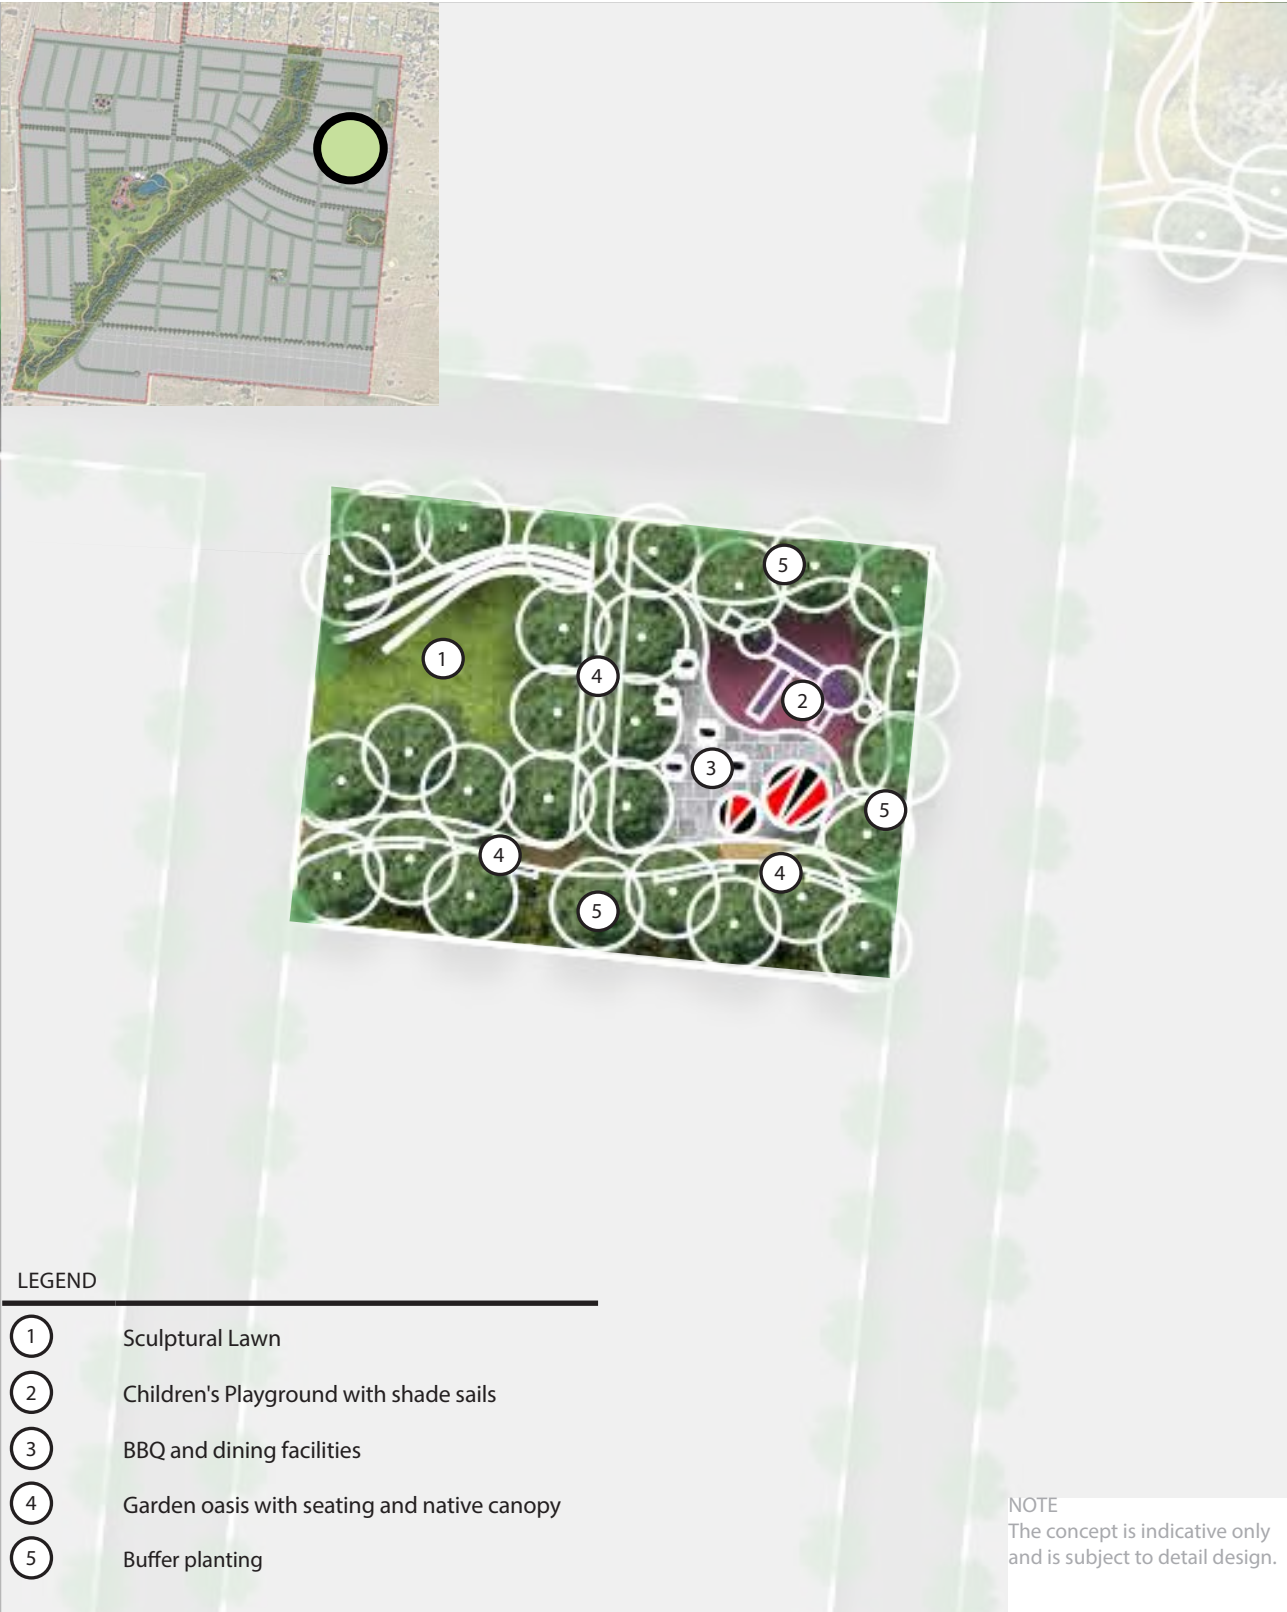 5
1
4
2
3
5
4
4
5
LEGEND
1 Sculptural Lawn
2 Children's Playground with shade sails
3 BBQ and dining facilities
4 Garden oasis with seating and native canopy
5 Buffer planting
NOTE
The concept is indicative only
and is subject to detail design.